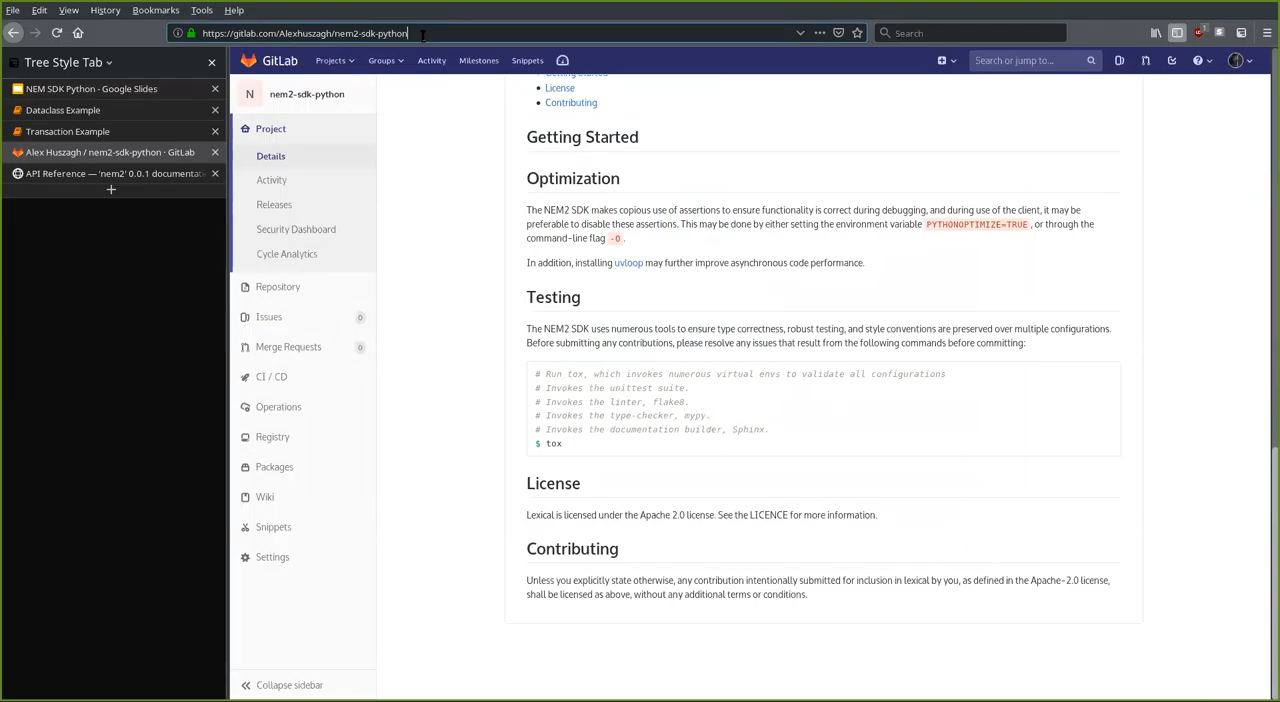 File Edit View History Bookmarks Tools Help
https://gitlab.com/Alexhuszagh/nem2-sdk-python
Search
Tree Style Tab
NEM SDK Python - Google Slides
Dataclass Example
Transaction Example
Alex Huszagh / nem2-sdk-python · GitLab
API Reference — 'nem2' 0.0.1 documentat
GitLab Projects Groups Activity Milestones Snippets
Search or jump to...
N nem2-sdk-python
Project
Details
Activity
Releases
Security Dashboard
Cycle Analytics
Repository
Issues 0
Merge Requests 0
CI / CD
Operations
Registry
Packages
Wiki
Snippets
Settings
Collapse sidebar
Getting Started
License
Contributing
Getting Started
Optimization
The NEM2 SDK makes copious use of assertions to ensure functionality is correct during debugging, and during use of the client, it may be
preferable to disable these assertions. This may be done by either setting the environment variable PYTHONOPTIMIZE=TRUE, or through the
command-line flag -O.
In addition, installing uvloop may further improve asynchronous code performance.
Testing
The NEM2 SDK uses numerous tools to ensure type correctness, robust testing, and style conventions are preserved over multiple configurations.
Before submitting any contributions, please resolve any issues that result from the following commands before committing:
# Run tox, which invokes numerous virtual envs to validate all configurations
# Invokes the unittest suite.
# Invokes the linter, flake8.
# Invokes the type-checker, mypy.
# Invokes the documentation builder, Sphinx.
$ tox
License
Lexical is licensed under the Apache 2.0 license. See the LICENCE for more information.
Contributing
Unless you explicitly state otherwise, any contribution intentionally submitted for inclusion in lexical by you, as defined in the Apache-2.0 license,
shall be licensed as above, without any additional terms or conditions.